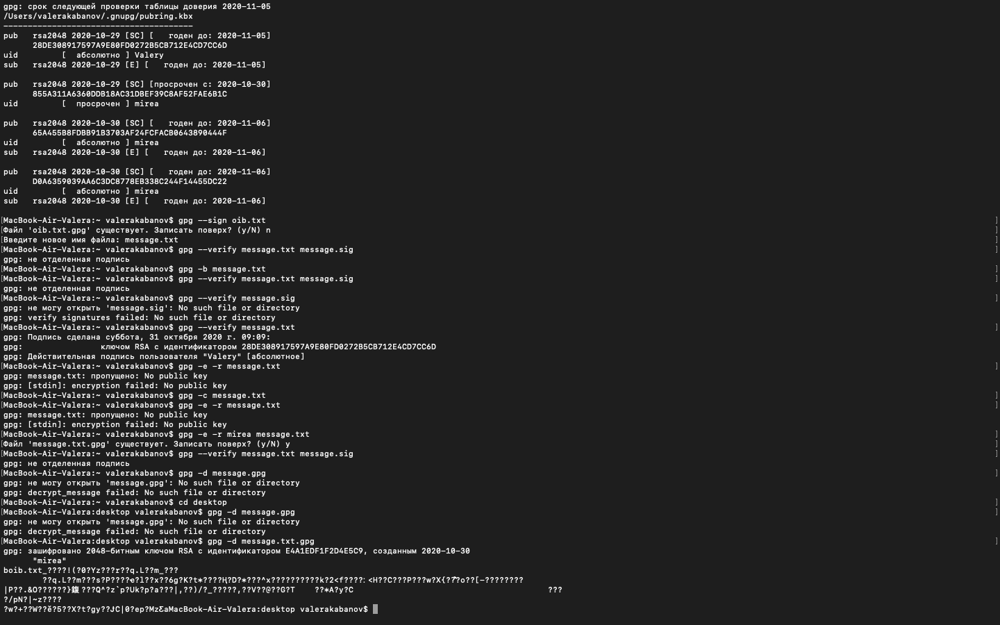 gpg: срок следующей проверки таблицы доверия 2020-11-05
/Users/valerakabanov/.gnupg/pubring.kbx
---------------------------------------
pub   rsa2048 2020-10-29 [SC] [   годен до: 2020-11-05]
      28DE308917597A9E80FD0272B5CB712E4CD7CC6D
uid         [  абсолютно ] Valery
sub   rsa2048 2020-10-29 [E] [   годен до: 2020-11-05]
pub   rsa2048 2020-10-29 [SC] [просрочен с: 2020-10-30]
      855A311A6360DDB18AC31DBEF39C8AF52FAE6B1C
uid         [  просрочен ] mirea
pub   rsa2048 2020-10-30 [SC] [   годен до: 2020-11-06]
      65A455B8FDBB91B3703AF24FCFACB0643890444F
uid         [  абсолютно ] mirea
sub   rsa2048 2020-10-30 [E] [   годен до: 2020-11-06]
pub   rsa2048 2020-10-30 [SC] [   годен до: 2020-11-06]
      D0A6359039AA6C3DC8778EB338C244F14455DC22
uid         [  абсолютно ] mirea
sub   rsa2048 2020-10-30 [E] [   годен до: 2020-11-06]
[MacBook-Air-Valera:~ valerakabanov$ gpg --sign oib.txt ]
[Файл 'oib.txt.gpg' существует. Записать поверх? (y/N) n ]
[Введите новое имя файла: message.txt ]
[MacBook-Air-Valera:~ valerakabanov$ gpg --verify message.txt message.sig ]
gpg: не отделенная подпись
[MacBook-Air-Valera:~ valerakabanov$ gpg -b message.txt ]
[MacBook-Air-Valera:~ valerakabanov$ gpg --verify message.txt message.sig ]
gpg: не отделенная подпись
[MacBook-Air-Valera:~ valerakabanov$ gpg --verify message.sig ]
gpg: не могу открыть 'message.sig': No such file or directory
gpg: verify signatures failed: No such file or directory
[MacBook-Air-Valera:~ valerakabanov$ gpg --verify message.txt ]
gpg: Подпись сделана суббота, 31 октября 2020 г. 09:09:
gpg:                ключом RSA с идентификатором 28DE308917597A9E80FD0272B5CB712E4CD7CC6D
gpg: Действительная подпись пользователя "Valery" [абсолютное]
[MacBook-Air-Valera:~ valerakabanov$ gpg -e -r message.txt ]
gpg: message.txt: пропущено: No public key
gpg: [stdin]: encryption failed: No public key
[MacBook-Air-Valera:~ valerakabanov$ gpg -c message.txt ]
[MacBook-Air-Valera:~ valerakabanov$ gpg -e -r message.txt ]
gpg: message.txt: пропущено: No public key
gpg: [stdin]: encryption failed: No public key
[MacBook-Air-Valera:~ valerakabanov$ gpg -e -r mirea message.txt ]
[Файл 'message.txt.gpg' существует. Записать поверх? (y/N) y ]
[MacBook-Air-Valera:~ valerakabanov$ gpg --verify message.txt message.sig ]
gpg: не отделенная подпись
[MacBook-Air-Valera:~ valerakabanov$ gpg -d message.gpg ]
gpg: не могу открыть 'message.gpg': No such file or directory
gpg: decrypt_message failed: No such file or directory
[MacBook-Air-Valera:~ valerakabanov$ cd desktop ]
[MacBook-Air-Valera:desktop valerakabanov$ gpg -d message.gpg ]
gpg: не могу открыть 'message.gpg': No such file or directory
gpg: decrypt_message failed: No such file or directory
[MacBook-Air-Valera:desktop valerakabanov$ gpg -d message.txt.gpg ]
gpg: зашифровано 2048-битным ключом RSA с идентификатором E4A1EDF1F2D4E5C9, созданным 2020-10-30
      "mirea"
boib.txt_????!(?0?Yz???r??q.L??m_???
?/pN?|~z????
MacBook-Air-Valera:desktop valerakabanov$